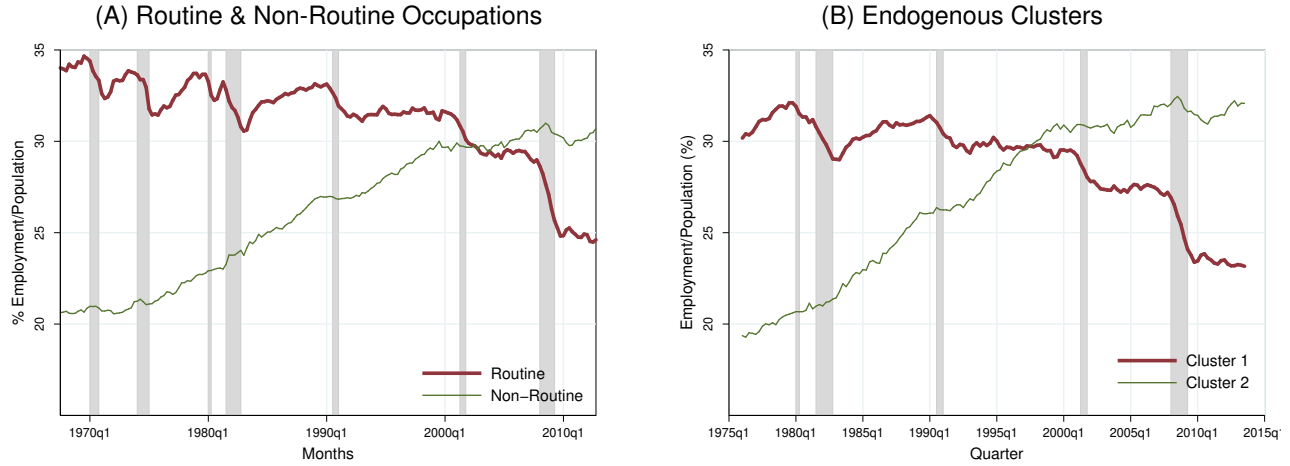 (A) Routine & Non-Routine Occupations
% Employment/Population
35
30
25
20
Routine
Non-Routine
1970q1 1980q1 1990q1 2000q1 2010q1
Months
(B) Endogenous Clusters
Employment/Population (%)
35
30
25
20
Cluster 1
Cluster 2
1975q1 1980q1 1985q1 1990q1 1995q1 2000q1 2005q1 2010q1 2015q
Quarter